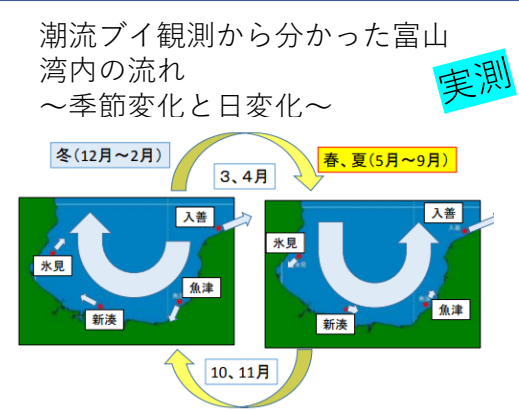 潮流ブイ観測から分かった富山
湾内の流れ
～季節変化と日変化～
実測
冬(12月～2月)
春、夏(5月～9月)
3、4月
入善
氷見
魚津
新湊
入善
氷見
魚津
新湊
10、11月